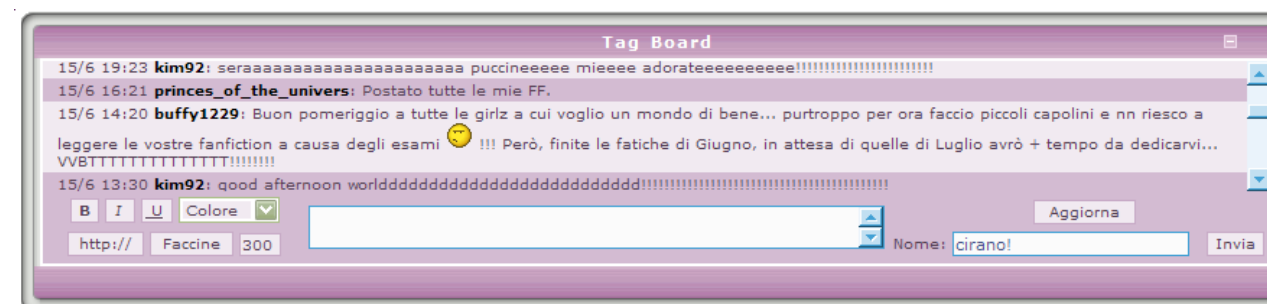 Tag Board
15/6 19:23 kim92: seraaaaaaaaaaaaaaaaaaaaaaa puccineeeee mieeee adorateeeeeeeeee!!!!!!!!!!!!!!!!!!!!!!!!
15/6 16:21 princes_of_the_univers: Postato tutte le mie FF.
15/6 14:20 buffy1229: Buon pomeriggio a tutte le girlz a cui voglio un mondo di bene... purtroppo per ora faccio piccoli capolini e nn riesco a
leggere le vostre fanfiction a causa degli esami !!! Però, finite le fatiche di Giugno, in attesa di quelle di Luglio avrò + tempo da dedicarvi...
VVBTTTTTTTTTTTTTT!!!!!!!!
15/6 13:30 kim92: good afternoon worldddddddddddddddddddddddddd!!!!!!!!!!!!!!!!!!!!!!!!!!!!!!!!!!!!!!!!!!!
B I U Colore Aggiorna
http:// Faccine 300 Nome: cirano! Invia